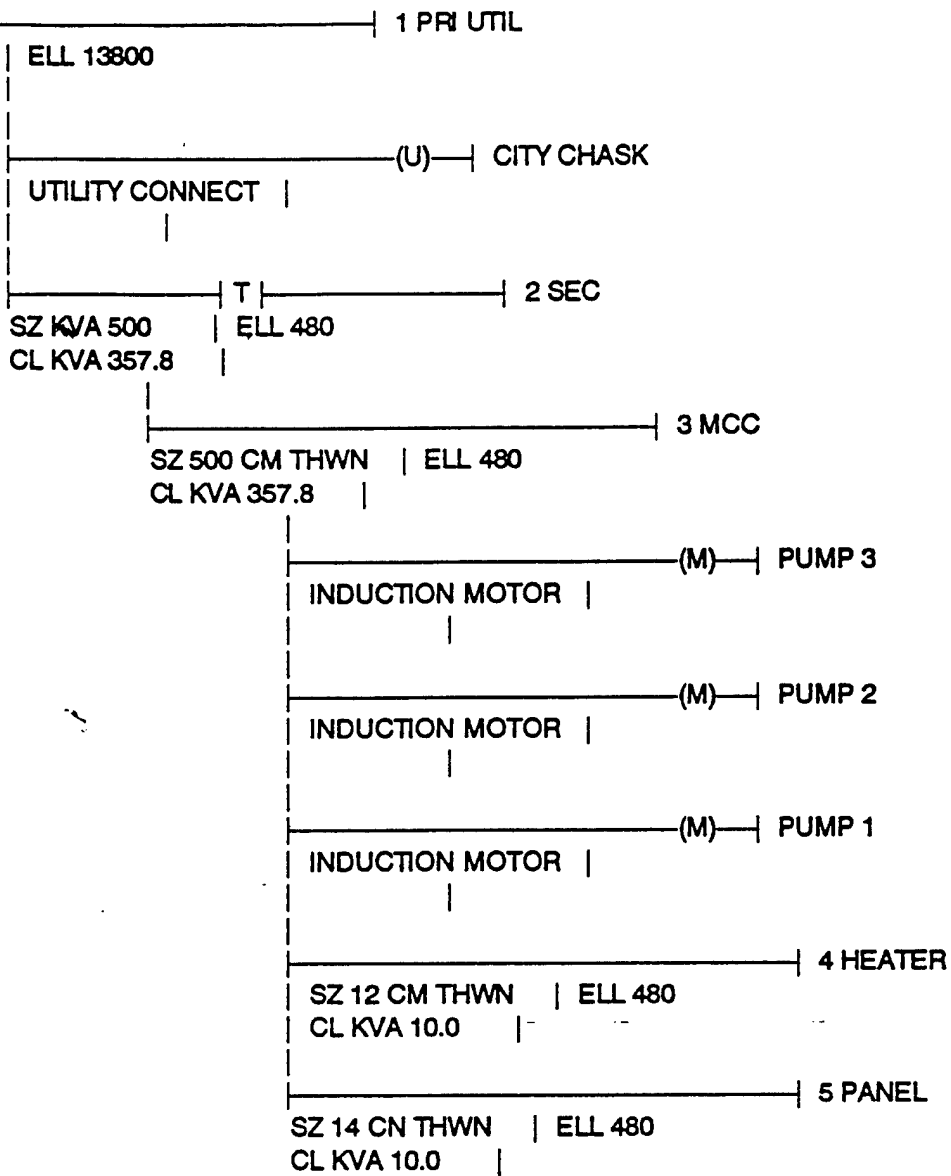 1 PRI UTIL
ELL 13800
(U) CITY CHASK
UTILITY CONNECT
T 2 SEC
SZ KVA 500 ELL 480
CL KVA 357.8
3 MCC
SZ 500 CM THWN ELL 480
CL KVA 357.8
(M) PUMP 3
INDUCTION MOTOR
(M) PUMP 2
INDUCTION MOTOR
(M) PUMP 1
INDUCTION MOTOR
4 HEATER
SZ 12 CM THWN ELL 480
CL KVA 10.0
5 PANEL
SZ 14 CN THWN ELL 480
CL KVA 10.0